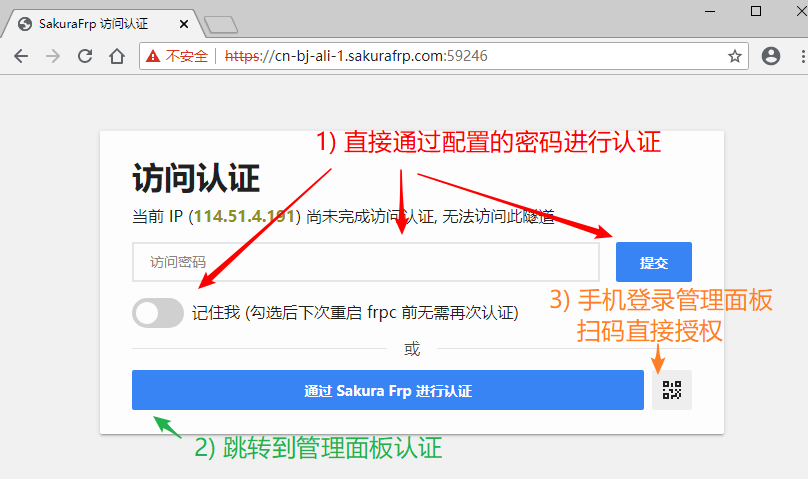 SakuraFrp 访问认证
不安全 | https://cn-bj-ali-1.sakurafrp.com:59246
1) 直接通过配置的密码进行认证
访问认证
当前 IP (114.51.4.191) 尚未完成访问认证, 无法访问此隧道
访问密码
提交
记住我 (勾选后下次重启 frpc 前无需再次认证)
3) 手机登录管理面板
扫码直接授权
或
通过 Sakura Frp 进行认证
2) 跳转到管理面板认证